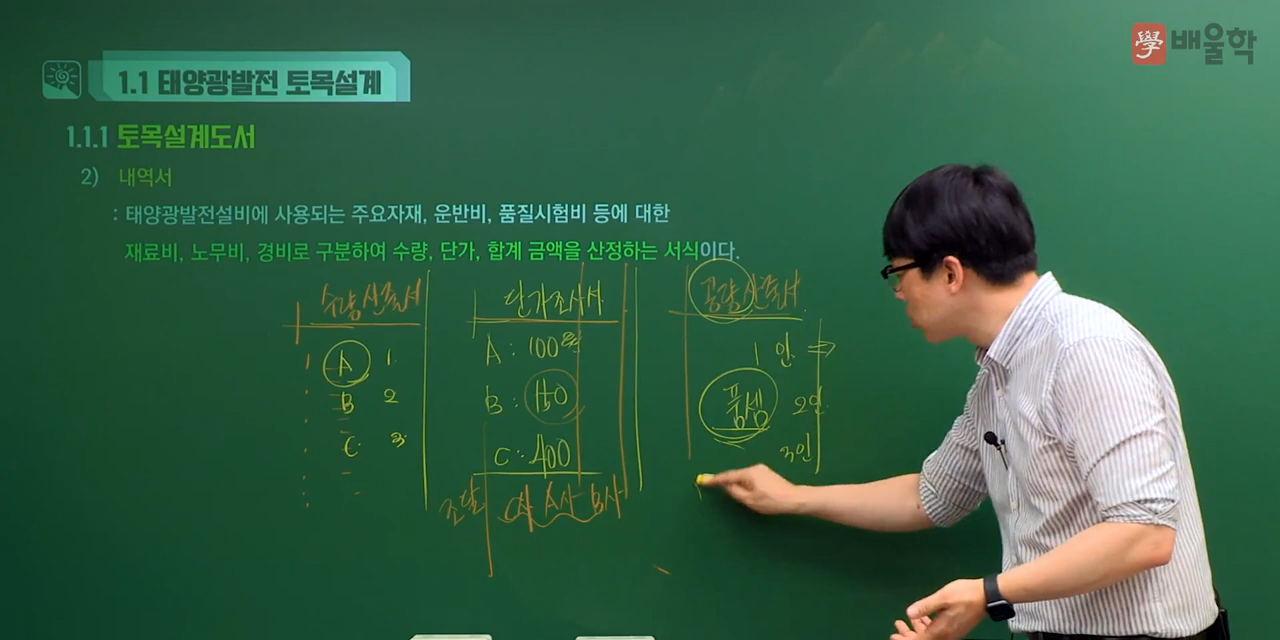 學 배울학
1.1 태양광발전 토목설계
1.1.1 토목설계도서
2) 내역서
: 태양광발전설비에 사용되는 주요자재, 운반비, 품질시험비 등에 대한
재료비, 노무비, 경비로 구분하여 수량, 단가, 합계 금액을 산정하는 서식이다.
수량산출서
A 1
B 2
C 3
단가조사서
A : 100
B : 150
C : 400
조달 A사 B사
공량산출서
1인 ⇒
품셈 2인
3인